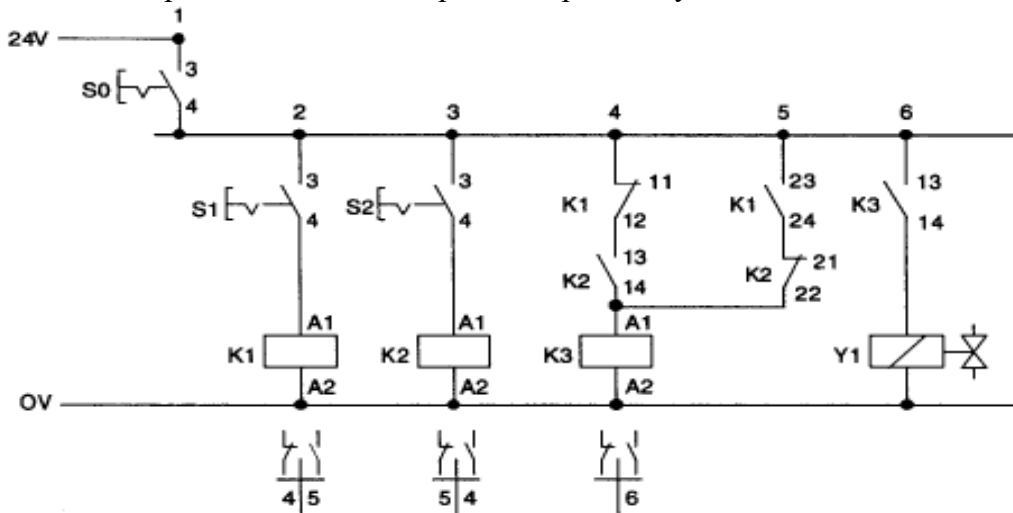 1
24V
3
S0
4
2 3 4 5 6
3 3 11 23 13
S1 S2 K1 K1 K3
4 4 12 24 14
13 21
K2 K2
14 22
A1 A1 A1
K1 K2 K3 Y1
A2 A2 A2
0V
4 5 5 4 6